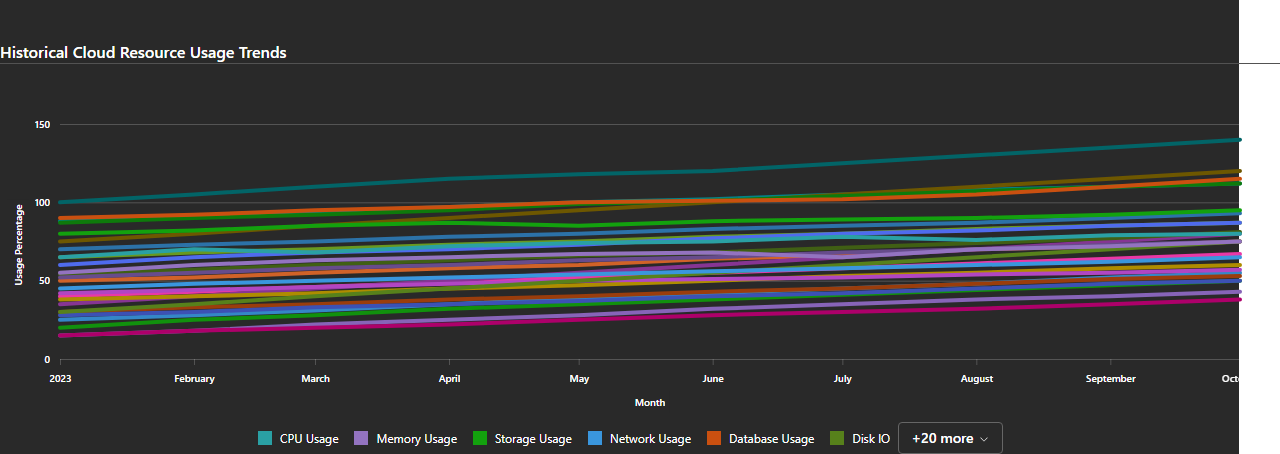 Historical Cloud Resource Usage Trends
150
100
50
0
Usage Percentage
2023 February March April May June July August September Octo
Month
CPU Usage Memory Usage Storage Usage Network Usage Database Usage Disk IO +20 more